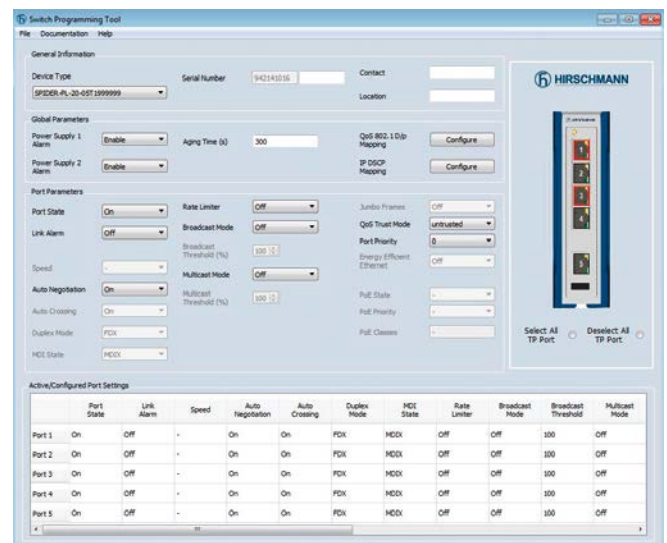 Switch Programming Tool
File Documentation Help
General Information
Device Type
SPIDER-PL-20-05T1999999
Serial Number
942141016
Contact
Location
Global Parameters
Power Supply 1 Alarm
Enable
Power Supply 2 Alarm
Enable
Aging Time (s)
300
QoS 802.1D/p Mapping
Configure
IP DSCP Mapping
Configure
Port Parameters
Port State
On
Link Alarm
Off
Speed
-
Auto Negotiation
On
Auto Crossing
On
Duplex Mode
FDX
MDI State
MDIX
Rate Limiter
Off
Broadcast Mode
Off
Broadcast Threshold (%)
100
Multicast Mode
Off
Multicast Threshold (%)
100
Jumbo Frames
Off
QoS Trust Mode
untrusted
Port Priority
0
Energy Efficient Ethernet
Off
PoE State
-
PoE Priority
-
PoE Classes
-
HIRSCHMANN
1
2
3
4
5
Select All TP Port
Deselect All TP Port
Active/Configured Port Settings
Port State Link Alarm Speed Auto Negotiation Auto Crossing Duplex Mode MDI State Rate Limiter Broadcast Mode Broadcast Threshold Multicast Mode
Port 1 On Off - On On FDX MDIX Off Off 100 Off
Port 2 On Off - On On FDX MDIX Off Off 100 Off
Port 3 On Off - On On FDX MDIX Off Off 100 Off
Port 4 On Off - On On FDX MDIX Off Off 100 Off
Port 5 On Off - On On FDX MDIX Off Off 100 Off